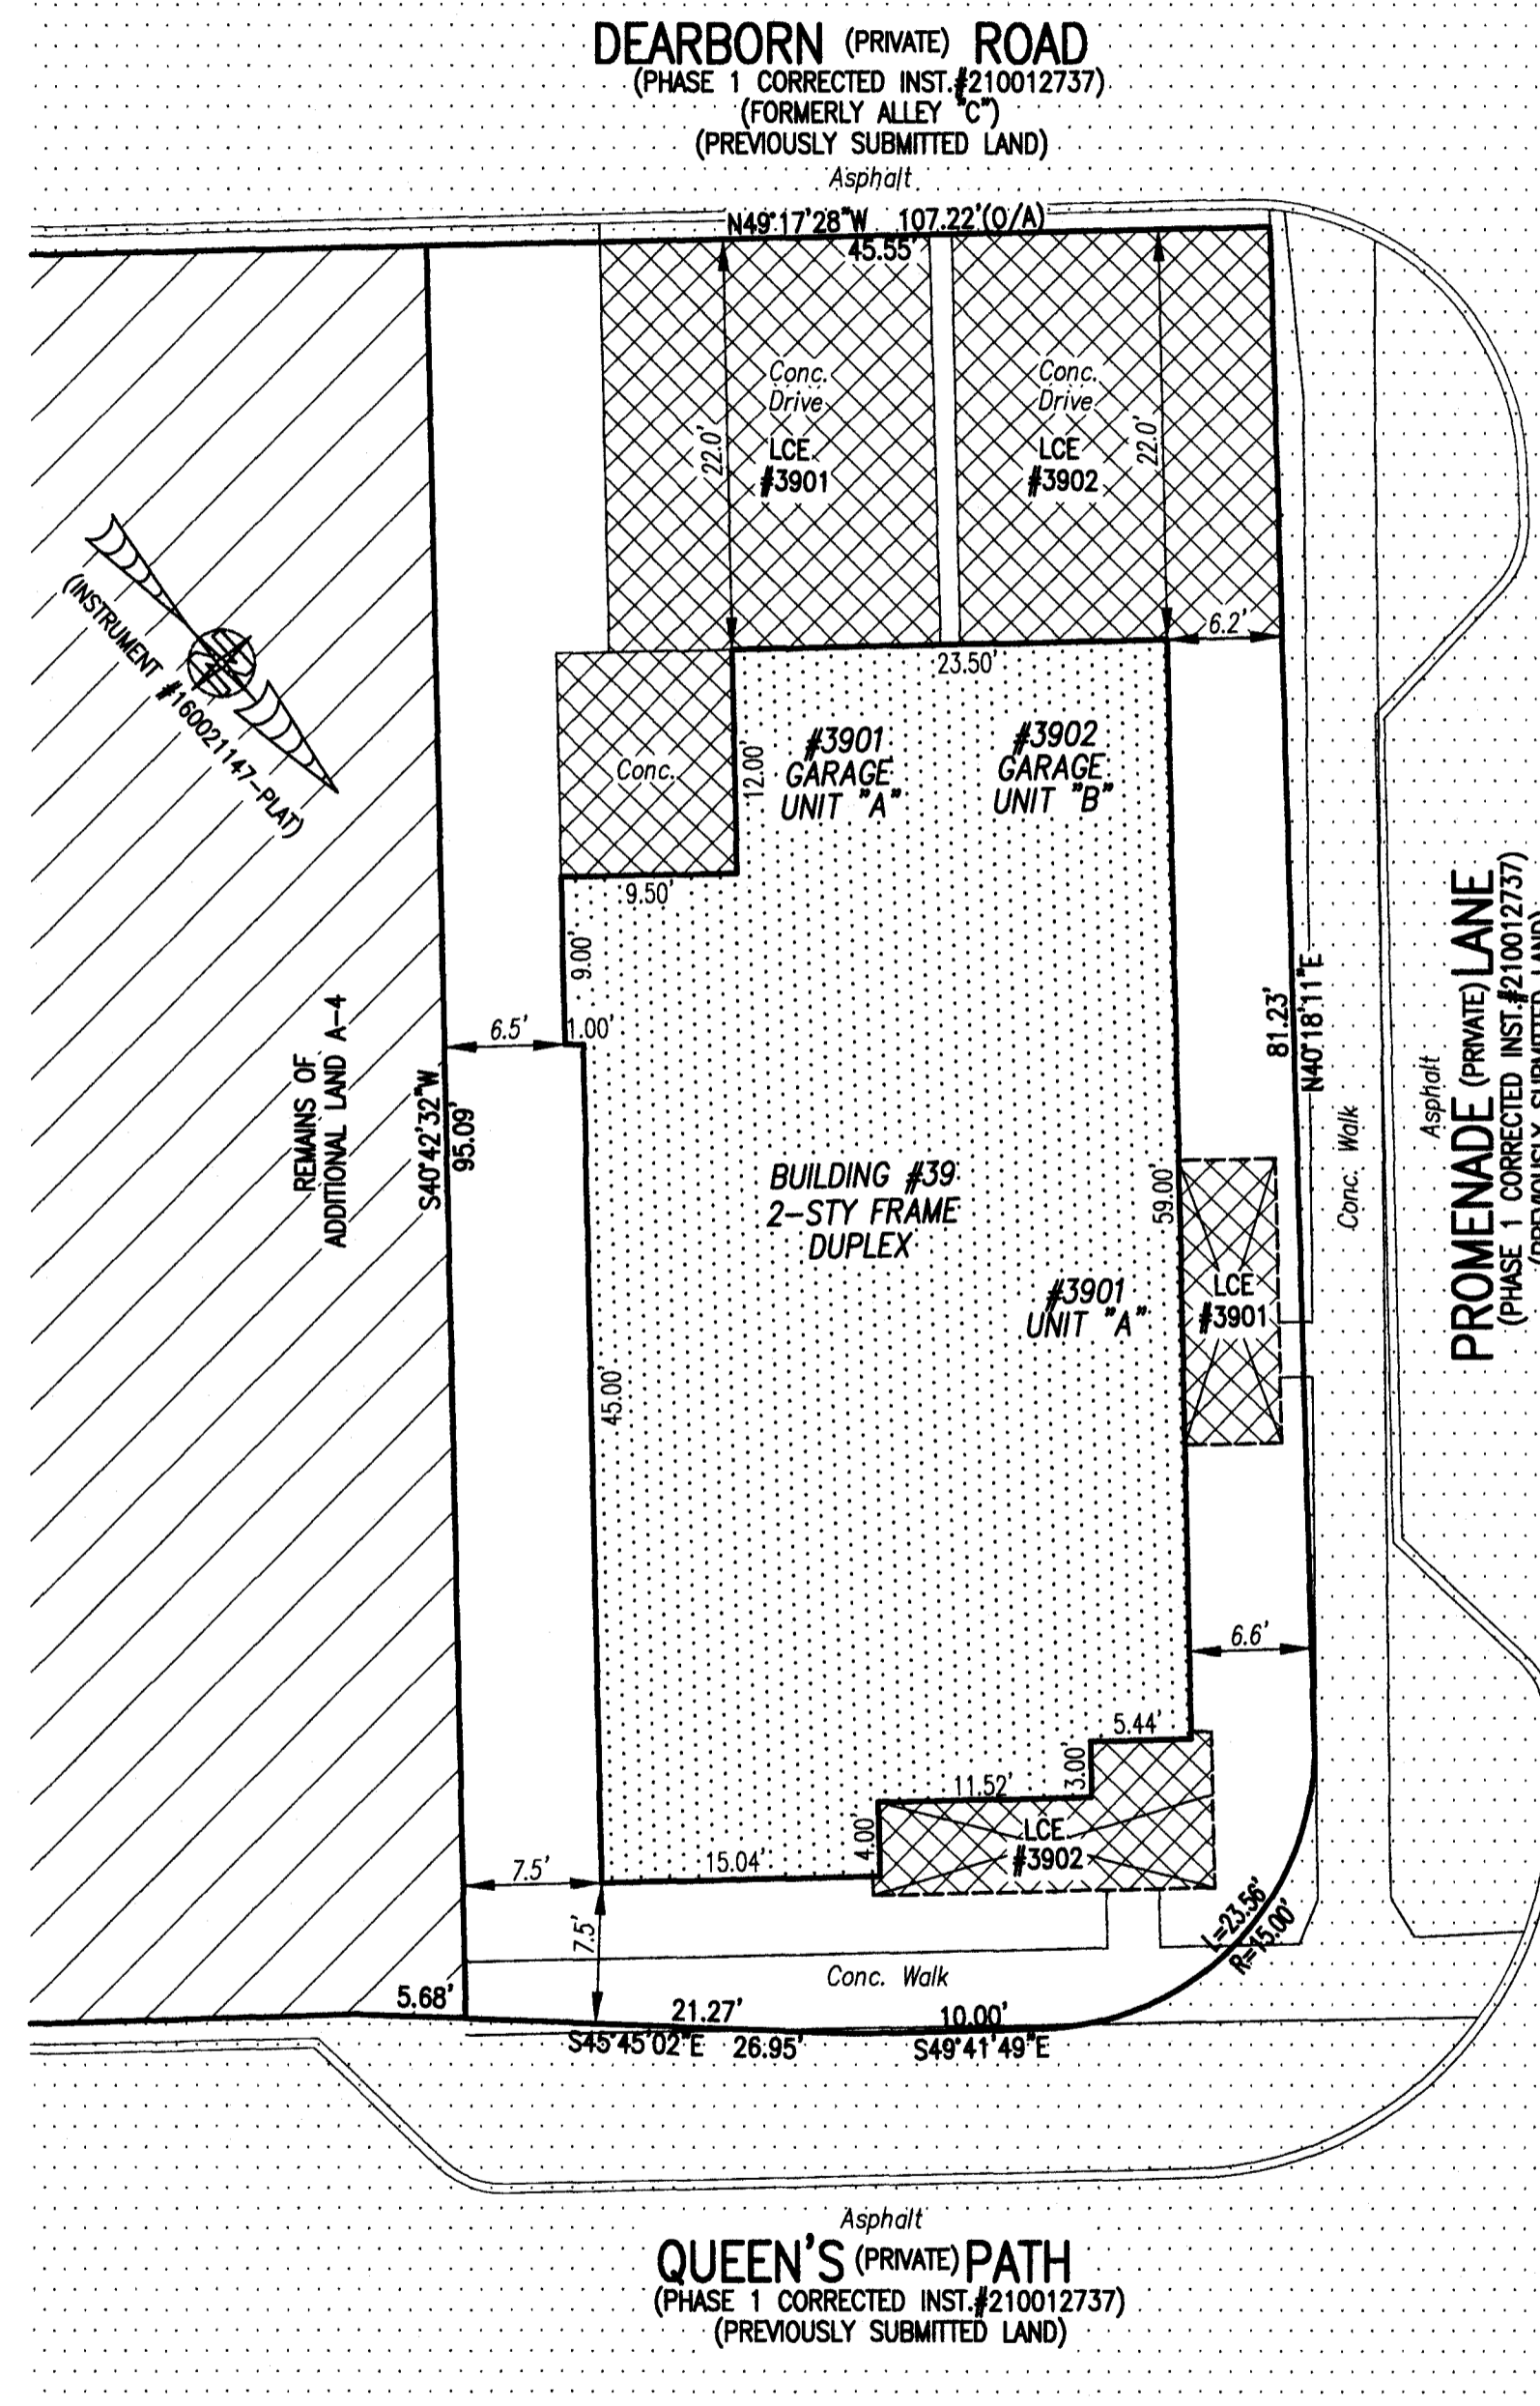 DEARBORN (PRIVATE) ROAD
(PHASE 1 CORRECTED INST.#210012737)
(FORMERLY ALLEY "C")
(PREVIOUSLY SUBMITTED LAND)
Asphalt
N49°17'28"W 107.22'(O/A)
45.55'
Conc.
Drive
LCE
#3901
22.0'
Conc.
Drive
LCE
#3902
22.0'
6.2'
23.50'
(INSTRUMENT #160021147-PLAT)
Conc.
12.00'
#3901
GARAGE
UNIT "A"
#3902
GARAGE
UNIT "B"
9.50'
9.00'
1.00'
6.5'
REMAINS OF
ADDITIONAL LAND A-4
S40°42'32"W
95.09'
BUILDING #39
2-STY FRAME
DUPLEX
#3901
UNIT "A"
59.00'
LCE
#3901
81.23'
N40°18'11"E
Conc. Walk
Asphalt
PROMENADE (PRIVATE) LANE
(PHASE 1 CORRECTED INST.#210012737)
(PREVIOUSLY SUBMITTED LAND)
45.00'
6.6'
5.44'
3.00'
11.52'
4.00'
LCE
#3902
15.04'
7.5'
7.5'
L=23.56'
R=15.00'
Conc. Walk
5.68'
21.27'
10.00'
S45°45'02"E 26.95'
S49°41'49"E
Asphalt
QUEEN'S (PRIVATE) PATH
(PHASE 1 CORRECTED INST.#210012737)
(PREVIOUSLY SUBMITTED LAND)